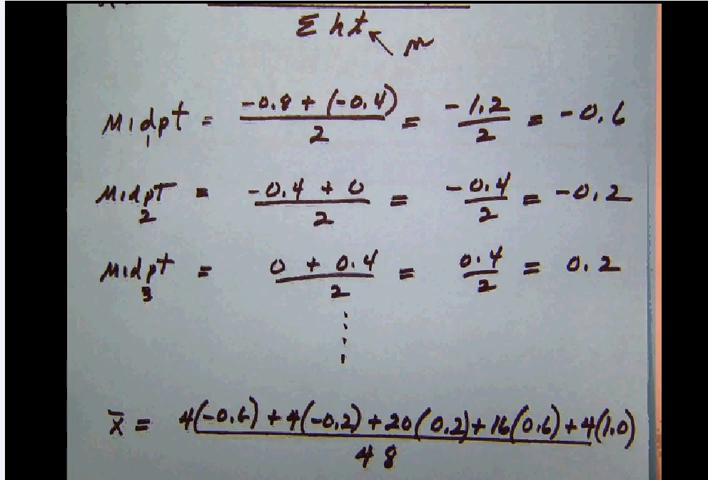 Σ ht n
Midpt 1 = (-0.8 + (-0.4))/2 = -1.2/2 = -0.6
Midpt 2 = (-0.4 + 0)/2 = -0.4/2 = -0.2
Midpt 3 = (0 + 0.4)/2 = 0.4/2 = 0.2
x̄ = (4(-0.6) + 4(-0.2) + 20(0.2) + 16(0.6) + 4(1.0))/48